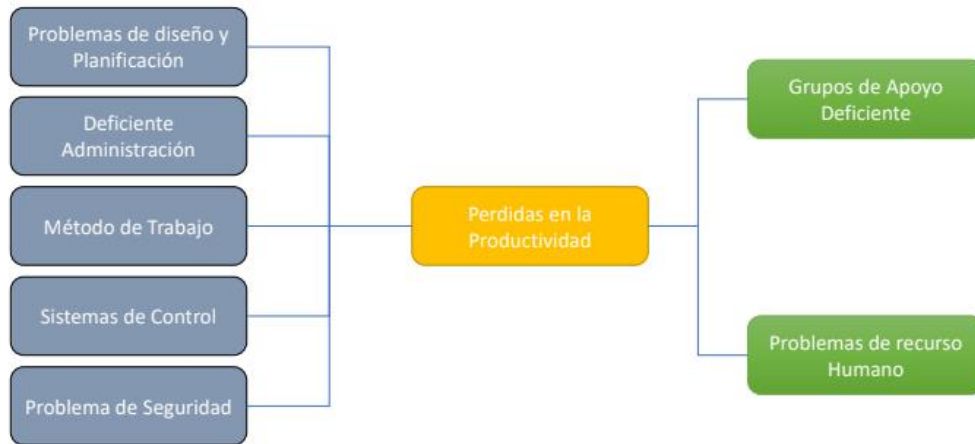 Problemas de diseño y
Planificación
Deficiente
Administración
Método de Trabajo
Sistemas de Control
Problema de Seguridad
Perdidas en la
Productividad
Grupos de Apoyo
Deficiente
Problemas de recurso
Humano